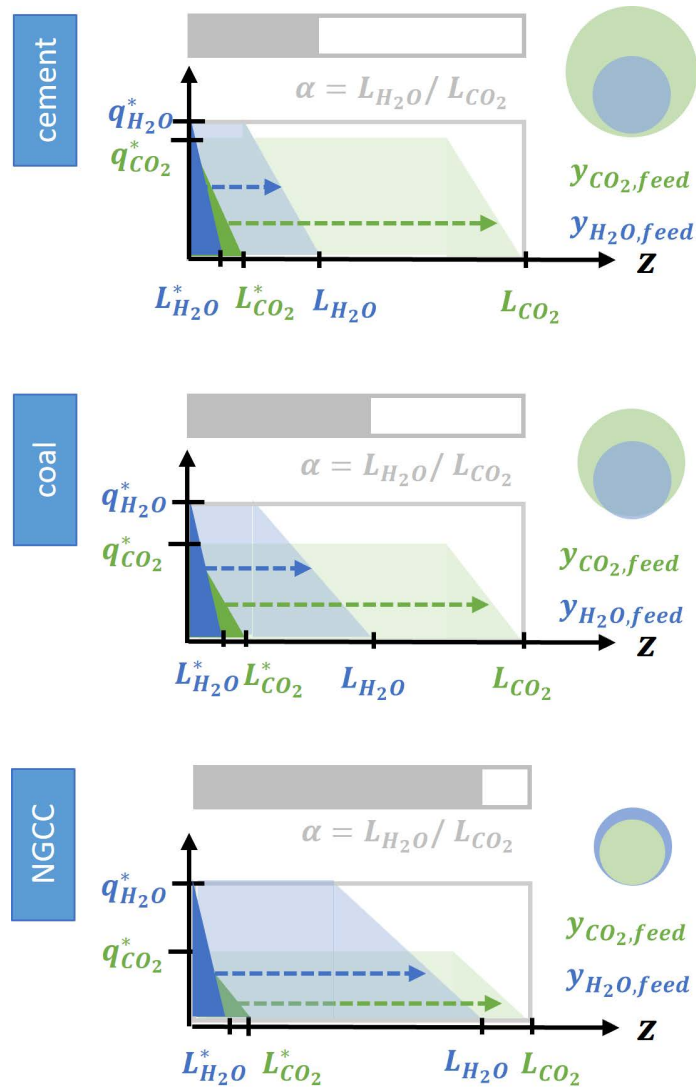 cement
α = L_H₂O / L_CO₂
q*_H₂O
q*_CO₂
y_CO₂,feed
y_H₂O,feed
z
L*_H₂O L*_CO₂ L_H₂O L_CO₂
coal
α = L_H₂O / L_CO₂
q*_H₂O
q*_CO₂
y_CO₂,feed
y_H₂O,feed
z
L*_H₂O L*_CO₂ L_H₂O L_CO₂
NGCC
α = L_H₂O / L_CO₂
q*_H₂O
q*_CO₂
y_CO₂,feed
y_H₂O,feed
z
L*_H₂O L*_CO₂ L_H₂O L_CO₂